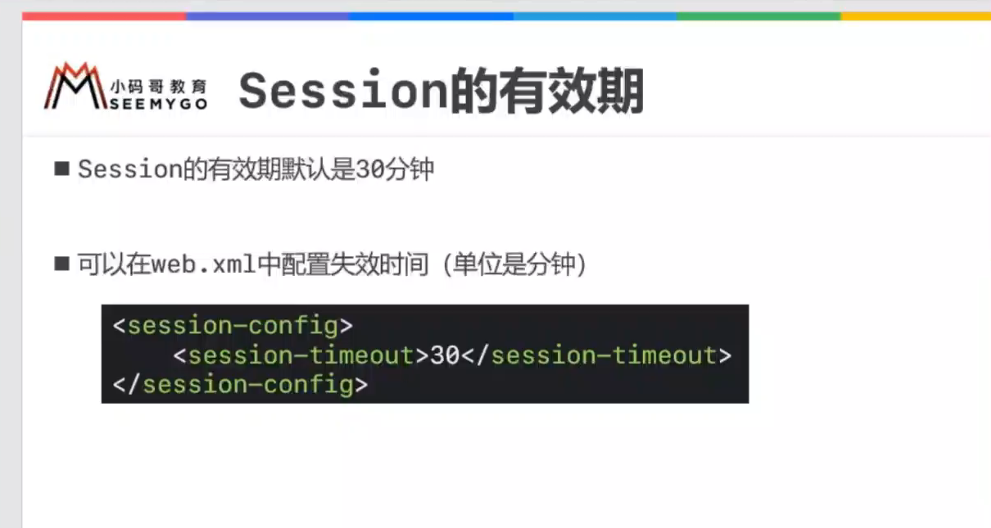 小码哥教育
SEEMYGO
Session的有效期
■ Session的有效期默认是30分钟
■ 可以在web.xml中配置失效时间（单位是分钟）
<session-config>
    <session-timeout>30</session-timeout>
</session-config>